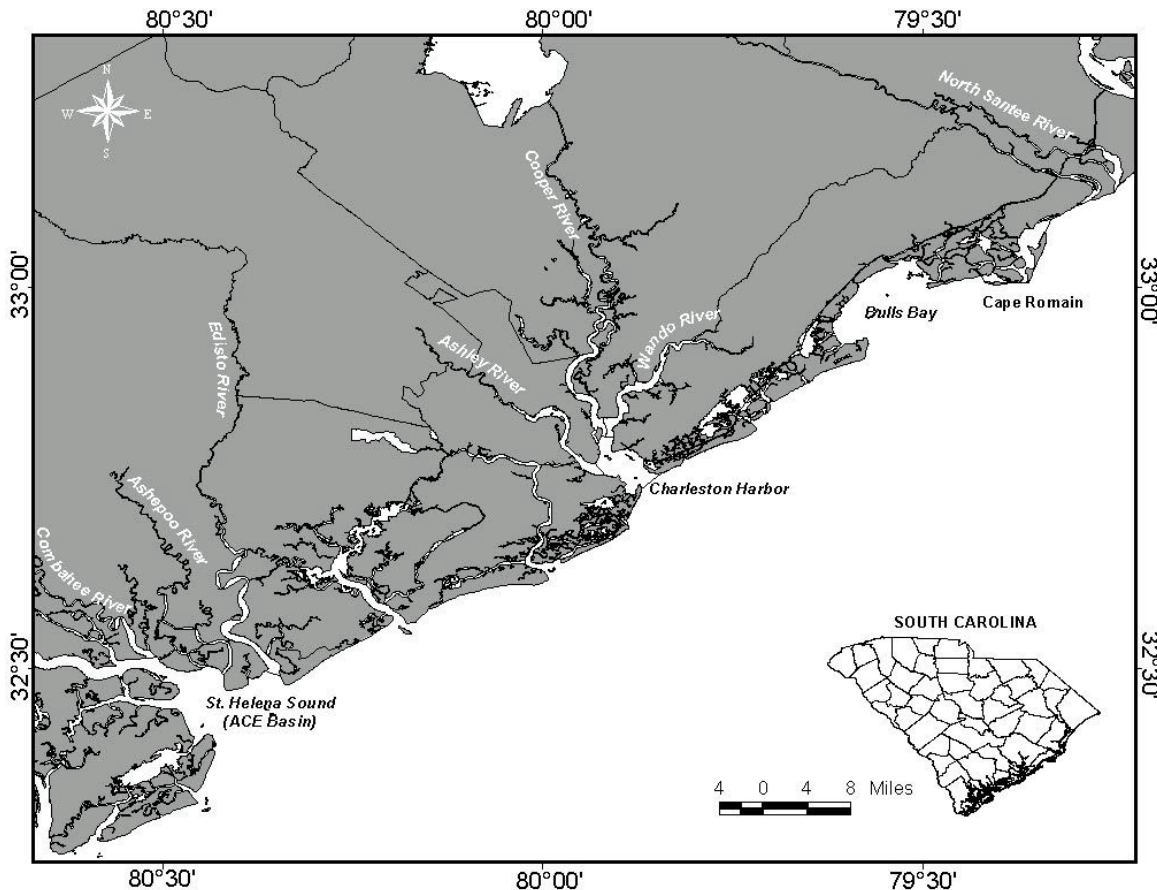 80°30' 80°00' 79°30'
N
W E
S
North Santee River
Cooper River
33°00' 33°00'
Cape Romain
Bulls Bay
Edisto River
Wando River
Ashley River
Charleston Harbor
Ashepoo River
Combahee River
SOUTH CAROLINA
32°30' 32°30'
St. Helena Sound
(ACE Basin)
4 0 4 8 Miles
80°30' 80°00' 79°30'